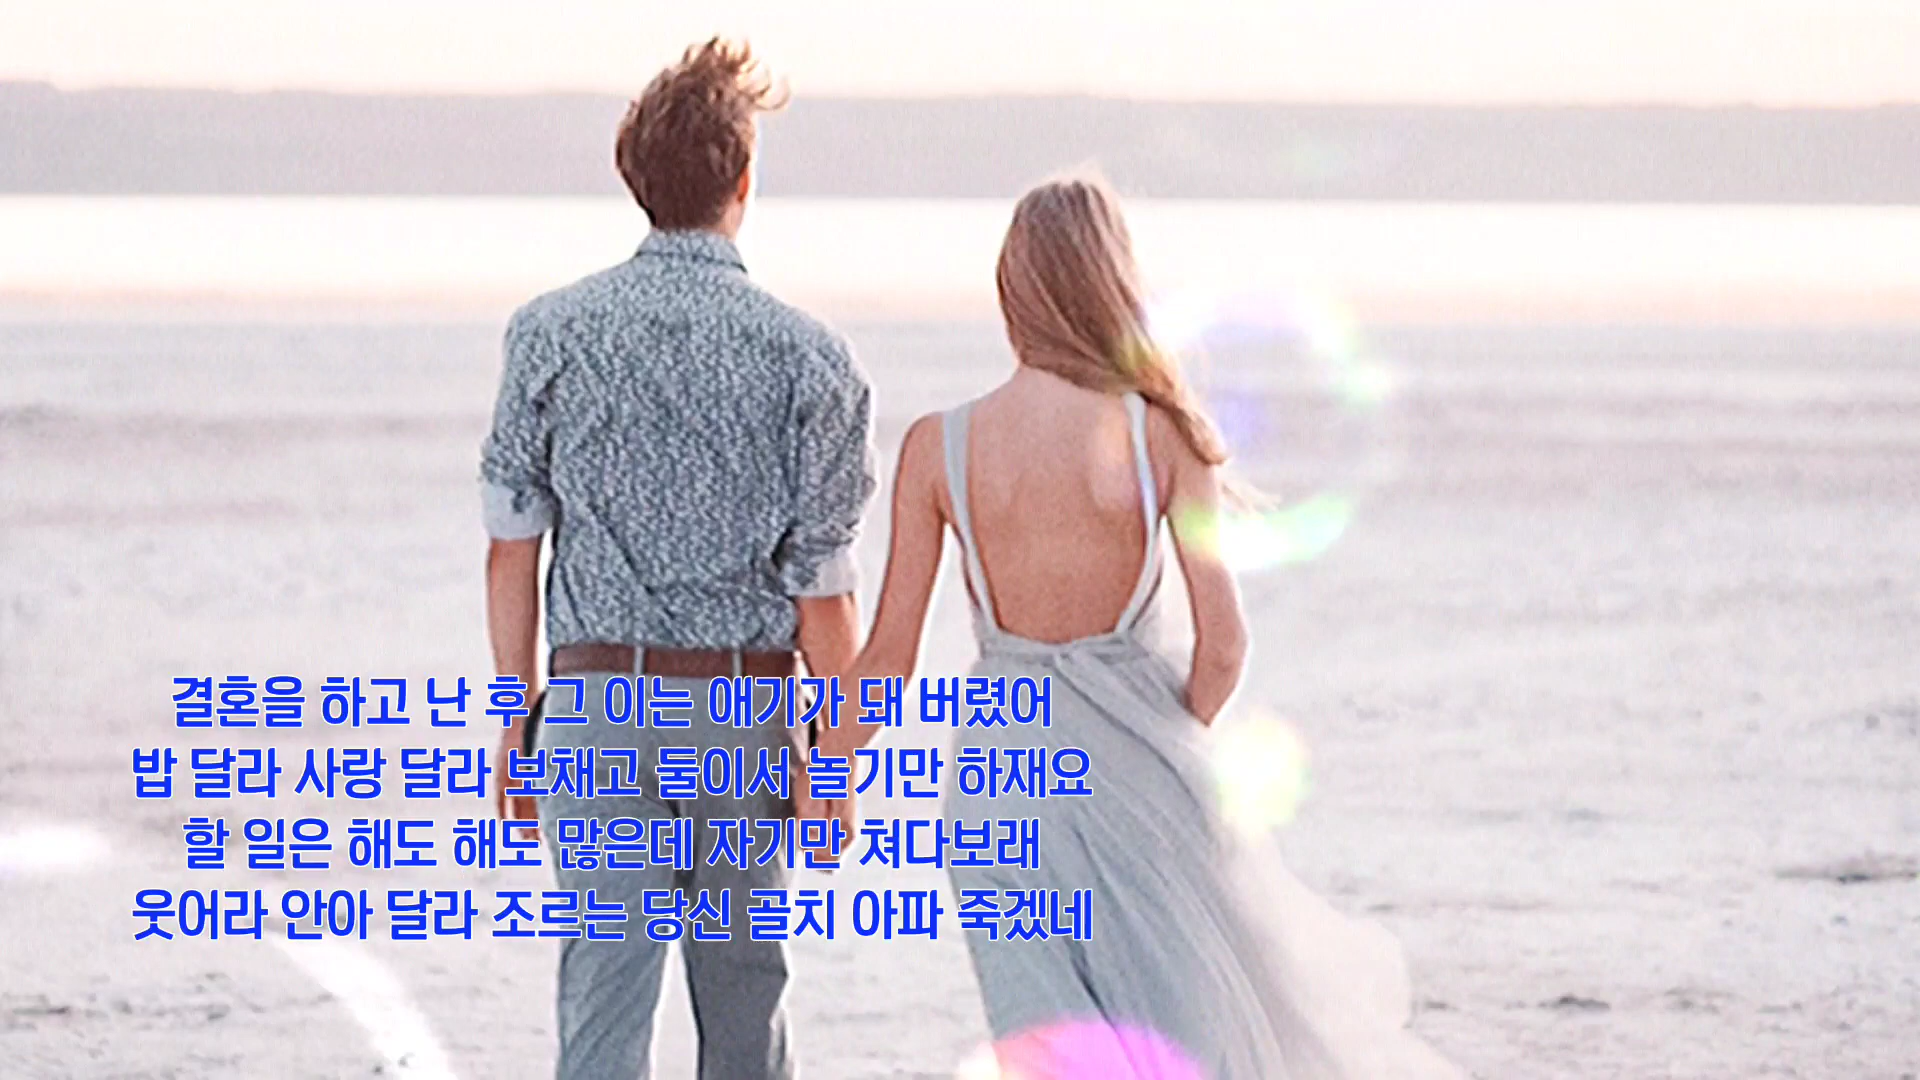 결혼을 하고 난 후 그 이는 애기가 돼 버렸어
밥 달라 사랑 달라 보채고 둘이서 놀기만 하재요
할 일은 해도 해도 많은데 자기만 쳐다보래
웃어라 안아 달라 조르는 당신 골치 아파 죽겠네